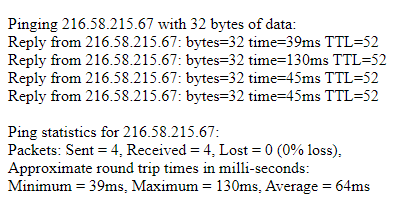 Pinging 216.58.215.67 with 32 bytes of data:
Reply from 216.58.215.67: bytes=32 time=39ms TTL=52
Reply from 216.58.215.67: bytes=32 time=130ms TTL=52
Reply from 216.58.215.67: bytes=32 time=45ms TTL=52
Reply from 216.58.215.67: bytes=32 time=45ms TTL=52
Ping statistics for 216.58.215.67:
Packets: Sent = 4, Received = 4, Lost = 0 (0% loss),
Approximate round trip times in milli-seconds:
Minimum = 39ms, Maximum = 130ms, Average = 64ms